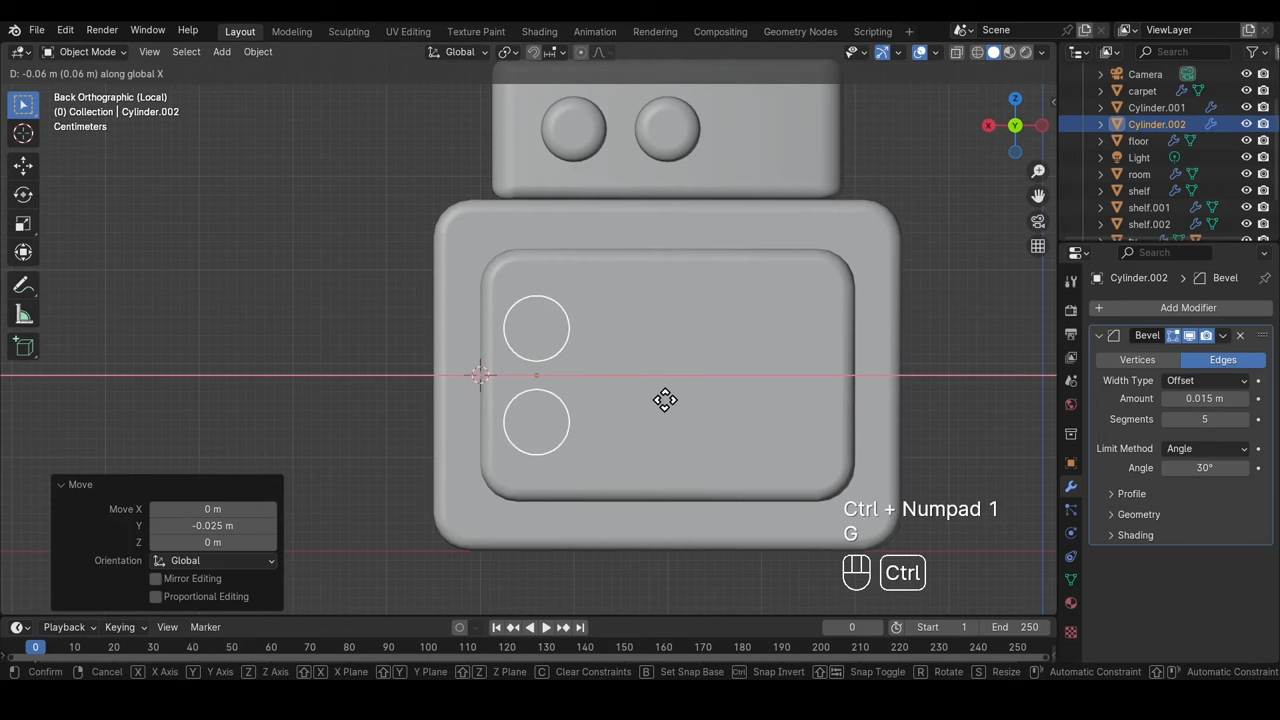 File Edit Render Window Help Layout Modeling Sculpting UV Editing Texture Paint Shading Animation Rendering Compositing Geometry Nodes Scripting + Scene ViewLayer
Object Mode View Select Add Object Global Search
D: -0.06 m (0.06 m) along global X
Back Orthographic (Local)
(0) Collection | Cylinder.002
Centimeters
X Y Z
Camera
carpet
Cylinder.001
Cylinder.002
floor
Light
room
shelf
shelf.001
shelf.002
Search
Cylinder.002 Bevel
Add Modifier
Bevel
Vertices Edges
Width Type Offset
Amount 0.015 m
Segments 5
Limit Method Angle
Angle 30°
Profile
Geometry
Shading
Move
Move X 0 m
Y -0.025 m
Z 0 m
Orientation Global
Mirror Editing
Proportional Editing
Ctrl + Numpad 1
G
Ctrl
Playback Keying View Marker 0 Start 1 End 250
0 10 20 30 40 50 60 70 80 90 100 110 120 130 140 150 160 170 180 190 200 210 220 230 240 250
Confirm Cancel X X Axis Y Y Axis Z Z Axis X X Plane Y Y Plane Z Z Plane C Clear Constraints B Set Snap Base Ctrl Snap Invert Snap Toggle R Rotate S Resize Automatic Constraint Automatic Constraint